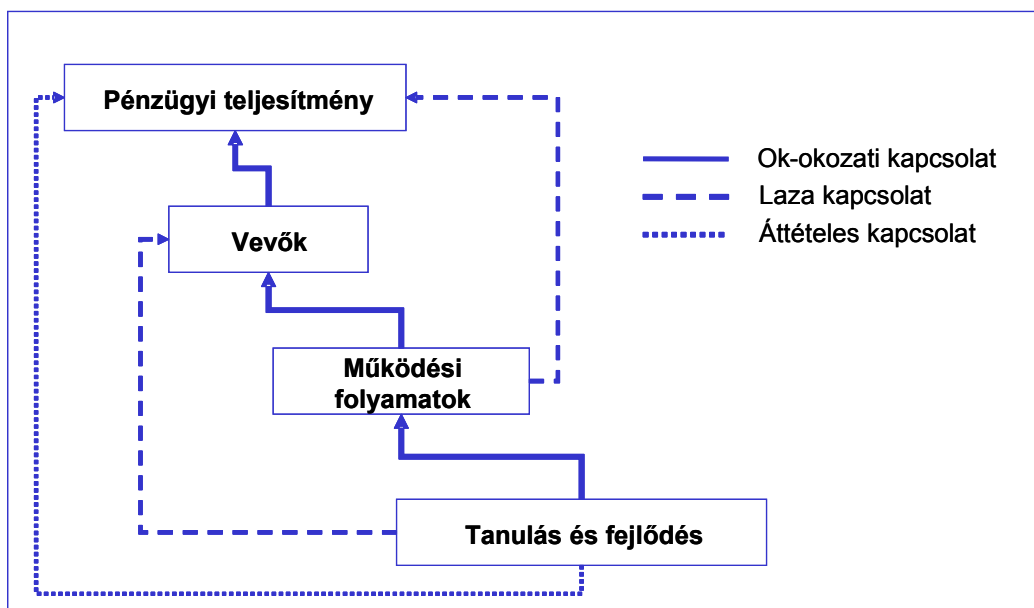 Pénzügyi teljesítmény
Ok-okozati kapcsolat
Laza kapcsolat
Vevők
Áttételes kapcsolat
Működési
folyamatok
Tanulás és fejlődés